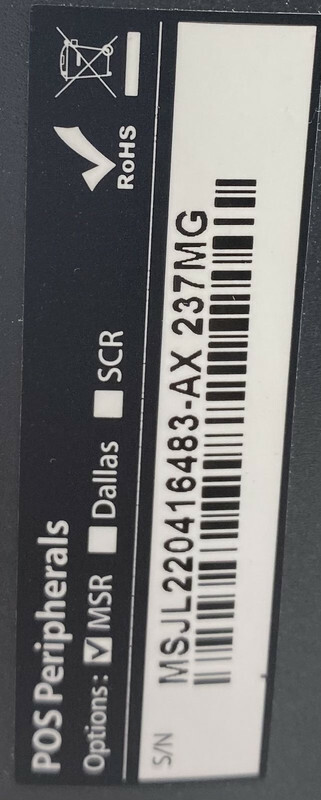 POS Peripherals
Options: MSR Dallas SCR
RoHS
S/N
MSJL220416483-AX 237MG